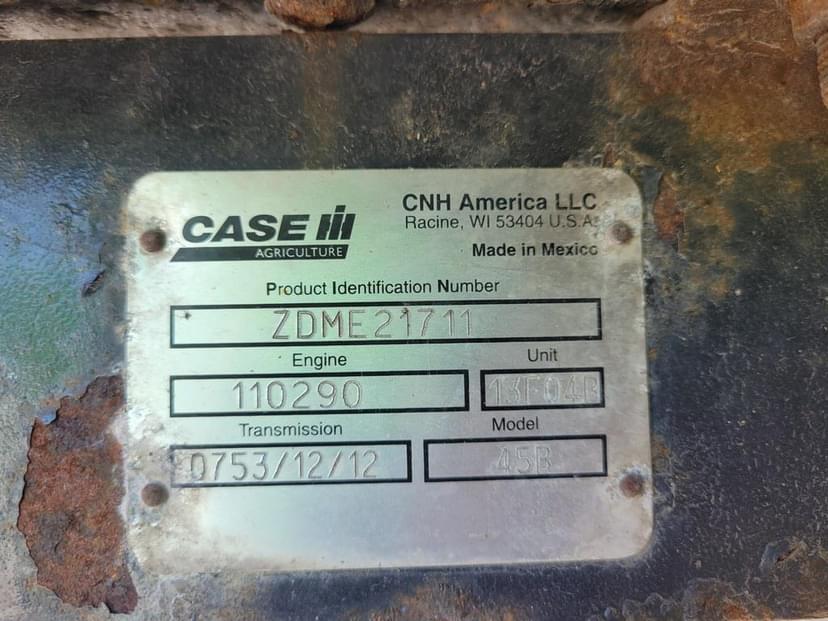 CASE IH
AGRICULTURE
CNH America LLC
Racine, WI 53404 U.S.A.
Made in Mexico
Product Identification Number
ZDME21711
Engine
Unit
110290
13F04B
Transmission
Model
0753/12/12
45B